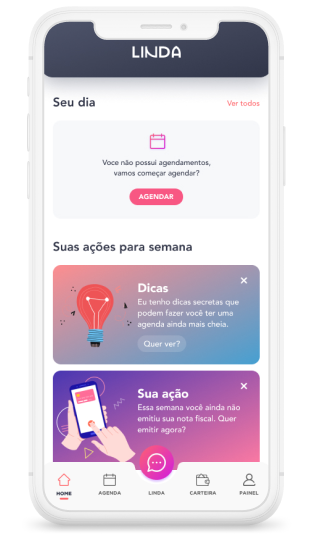 LINDA
Seu dia
Ver todos
Voce não possui agendamentos,
vamos começar agendar?
AGENDAR
Suas ações para semana
Dicas
Eu tenho dicas secretas que
podem fazer você ter uma
agenda ainda mais cheia.
Quer ver?
Sua ação
Essa semana você ainda não
emitiu sua nota fiscal. Quer
emitir agora?
HOME
AGENDA
LINDA
CARTEIRA
PAINEL